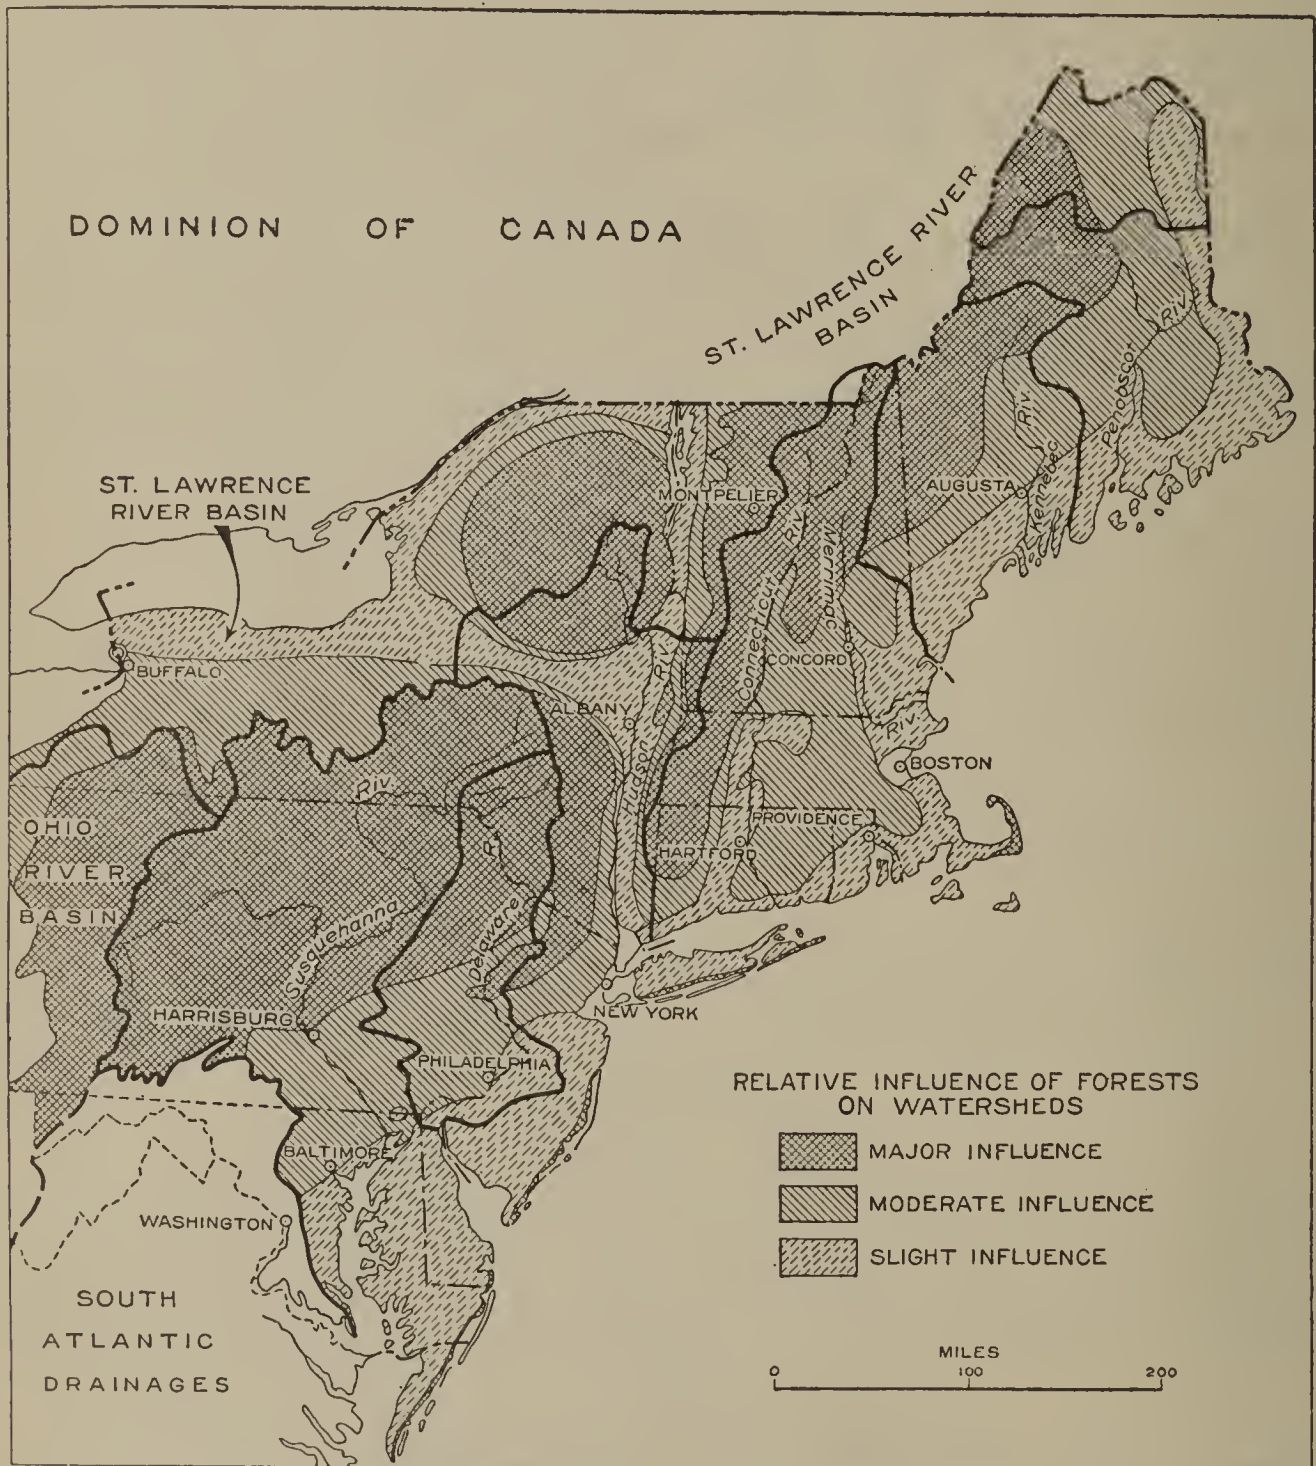 DOMINION OF CANADA
ST. LAWRENCE RIVER
BASIN
ST. LAWRENCE
RIVER BASIN
MONTPELIER
AUGUSTA
Riv.
Penobscot
Riv.
Kennebec
Riv.
Merrimac
Connecticut
CONCORD
BUFFALO
Riv.
ALBANY
Hudson
Riv.
BOSTON
Riv.
OHIO
RIVER
BASIN
PROVIDENCE
HARTFORD
R.
Susquehanna
Delaware
HARRISBURG
NEW YORK
PHILADELPHIA
BALTIMORE
WASHINGTON
SOUTH
ATLANTIC
DRAINAGES
RELATIVE INFLUENCE OF FORESTS
ON WATERSHEDS
MAJOR INFLUENCE
MODERATE INFLUENCE
SLIGHT INFLUENCE
MILES
0 100 200